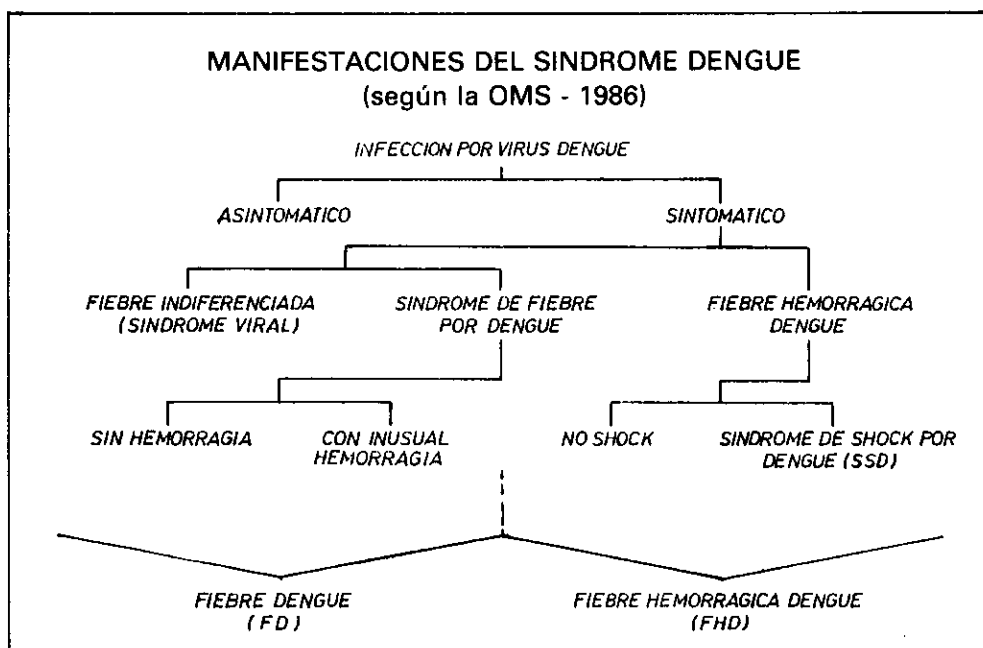 MANIFESTACIONES DEL SINDROME DENGUE
(según la OMS - 1986)
INFECCION POR VIRUS DENGUE
ASINTOMATICO
SINTOMATICO
FIEBRE INDIFERENCIADA
(SINDROME VIRAL)
SINDROME DE FIEBRE
POR DENGUE
FIEBRE HEMORRAGICA
DENGUE
SIN HEMORRAGIA
CON INUSUAL
HEMORRAGIA
NO SHOCK
SINDROME DE SHOCK POR
DENGUE (SSD)
FIEBRE DENGUE
(FD)
FIEBRE HEMORRAGICA DENGUE
(FHD)